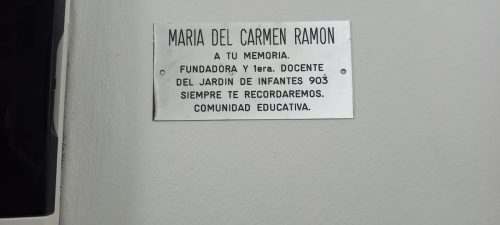 MARIA DEL CARMEN RAMON
A TU MEMORIA.
FUNDADORA Y 1era. DOCENTE
DEL JARDIN DE INFANTES 903
SIEMPRE TE RECORDAREMOS.
COMUNIDAD EDUCATIVA.